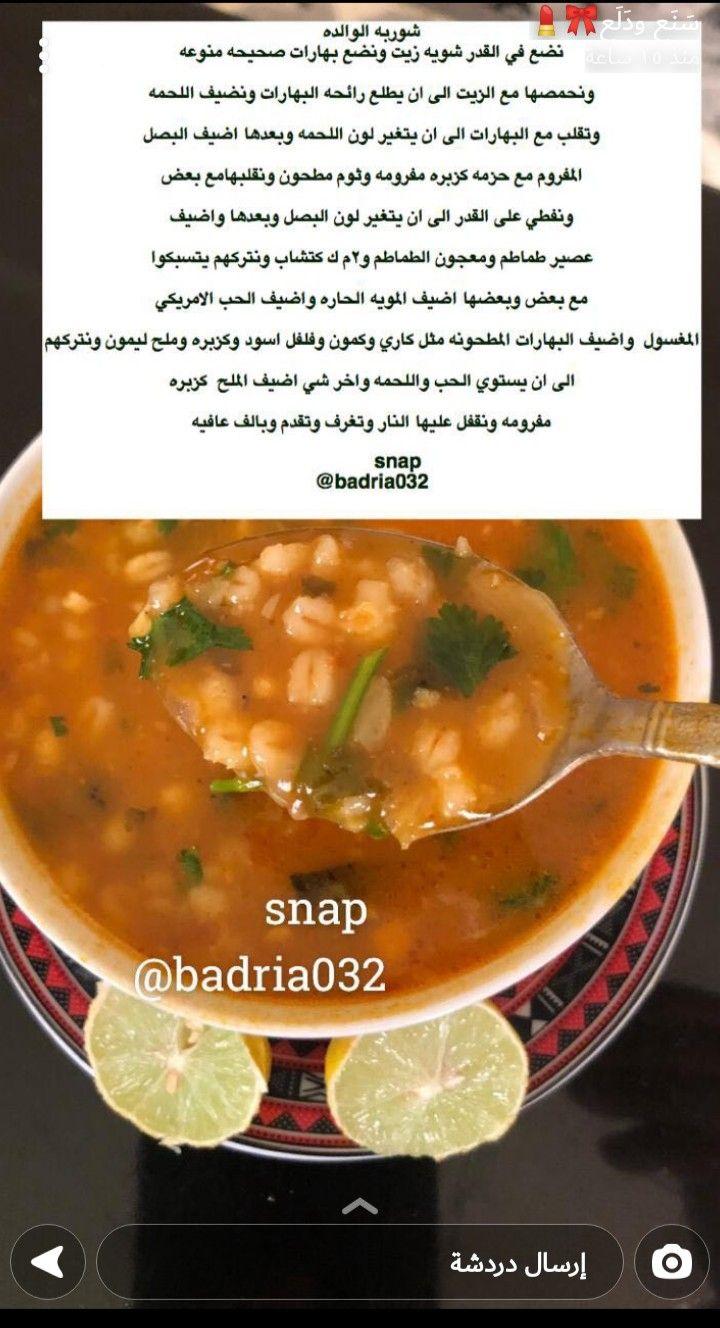 سَنَع ودَلَع🎀💄
منذ ١٥ ساعة
شوربه الوالده
نضع في القدر شويه زيت ونضع بهارات صحيحه منوعه
ونحمصها مع الزيت الى ان يطلع رائحه البهارات ونضيف اللحمه
وتقلب مع البهارات الى ان يتغير لون اللحمه وبعدها اضيف البصل
المفروم مع حزمه كزبره مفرومه وثوم مطحون ونقلبهامع بعض
ونغطي على القدر الى ان يتغير لون البصل وبعدها واضيف
عصير طماطم ومعجون الطماطم و٢م ك كتشاب ونتركهم يتسبكوا
مع بعض وبعضها اضيف المويه الحاره واضيف الحب الامريكي
المغسول واضيف البهارات المطحونه مثل كاري وكمون وفلفل اسود وكزبره وملح ليمون ونتركهم
الى ان يستوي الحب واللحمه واخر شي اضيف الملح كزبره
مفرومه ونقفل عليها النار وتغرف وتقدم وبالف عافيه
snap
@badria032
snap
@badria032
إرسال دردشة